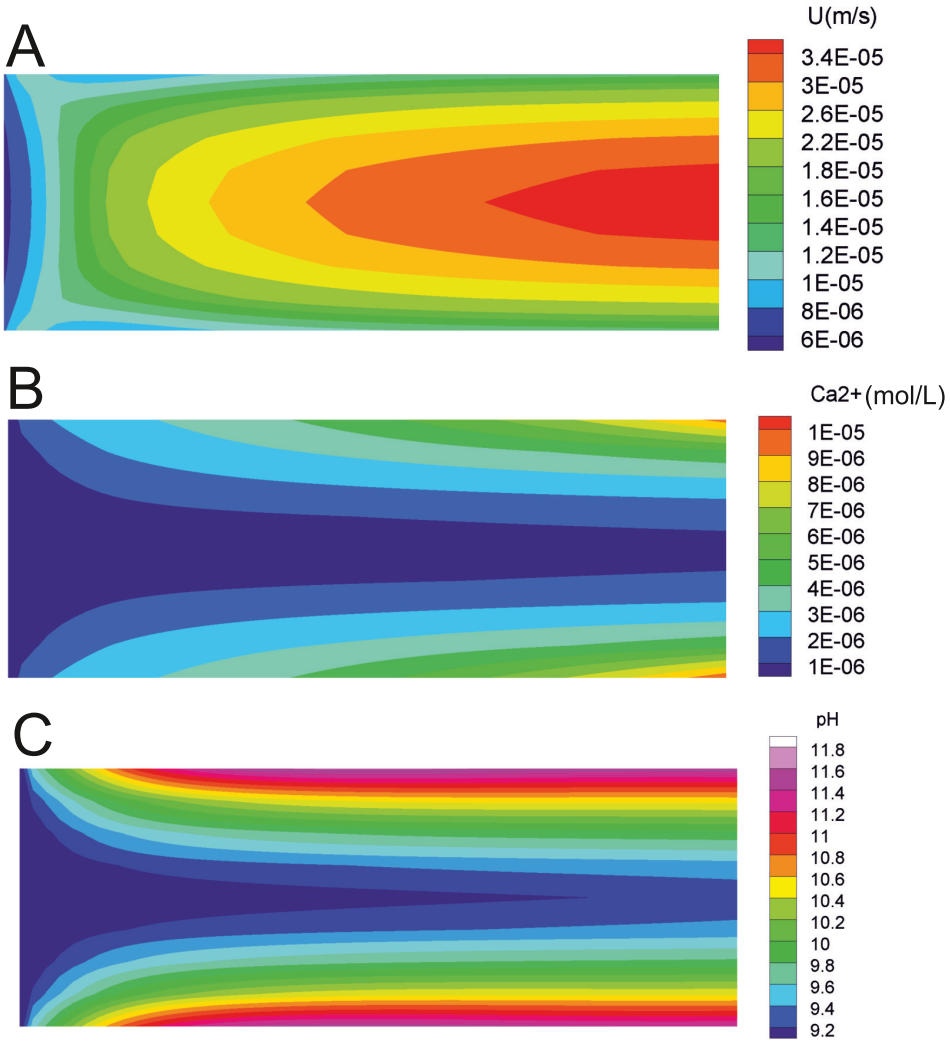 A
U(m/s)
3.4E-05
3E-05
2.6E-05
2.2E-05
1.8E-05
1.6E-05
1.4E-05
1.2E-05
1E-05
8E-06
6E-06
B
Ca2+ (mol/L)
1E-05
9E-06
8E-06
7E-06
6E-06
5E-06
4E-06
3E-06
2E-06
1E-06
C
pH
11.8
11.6
11.4
11.2
11
10.8
10.6
10.4
10.2
10
9.8
9.6
9.4
9.2